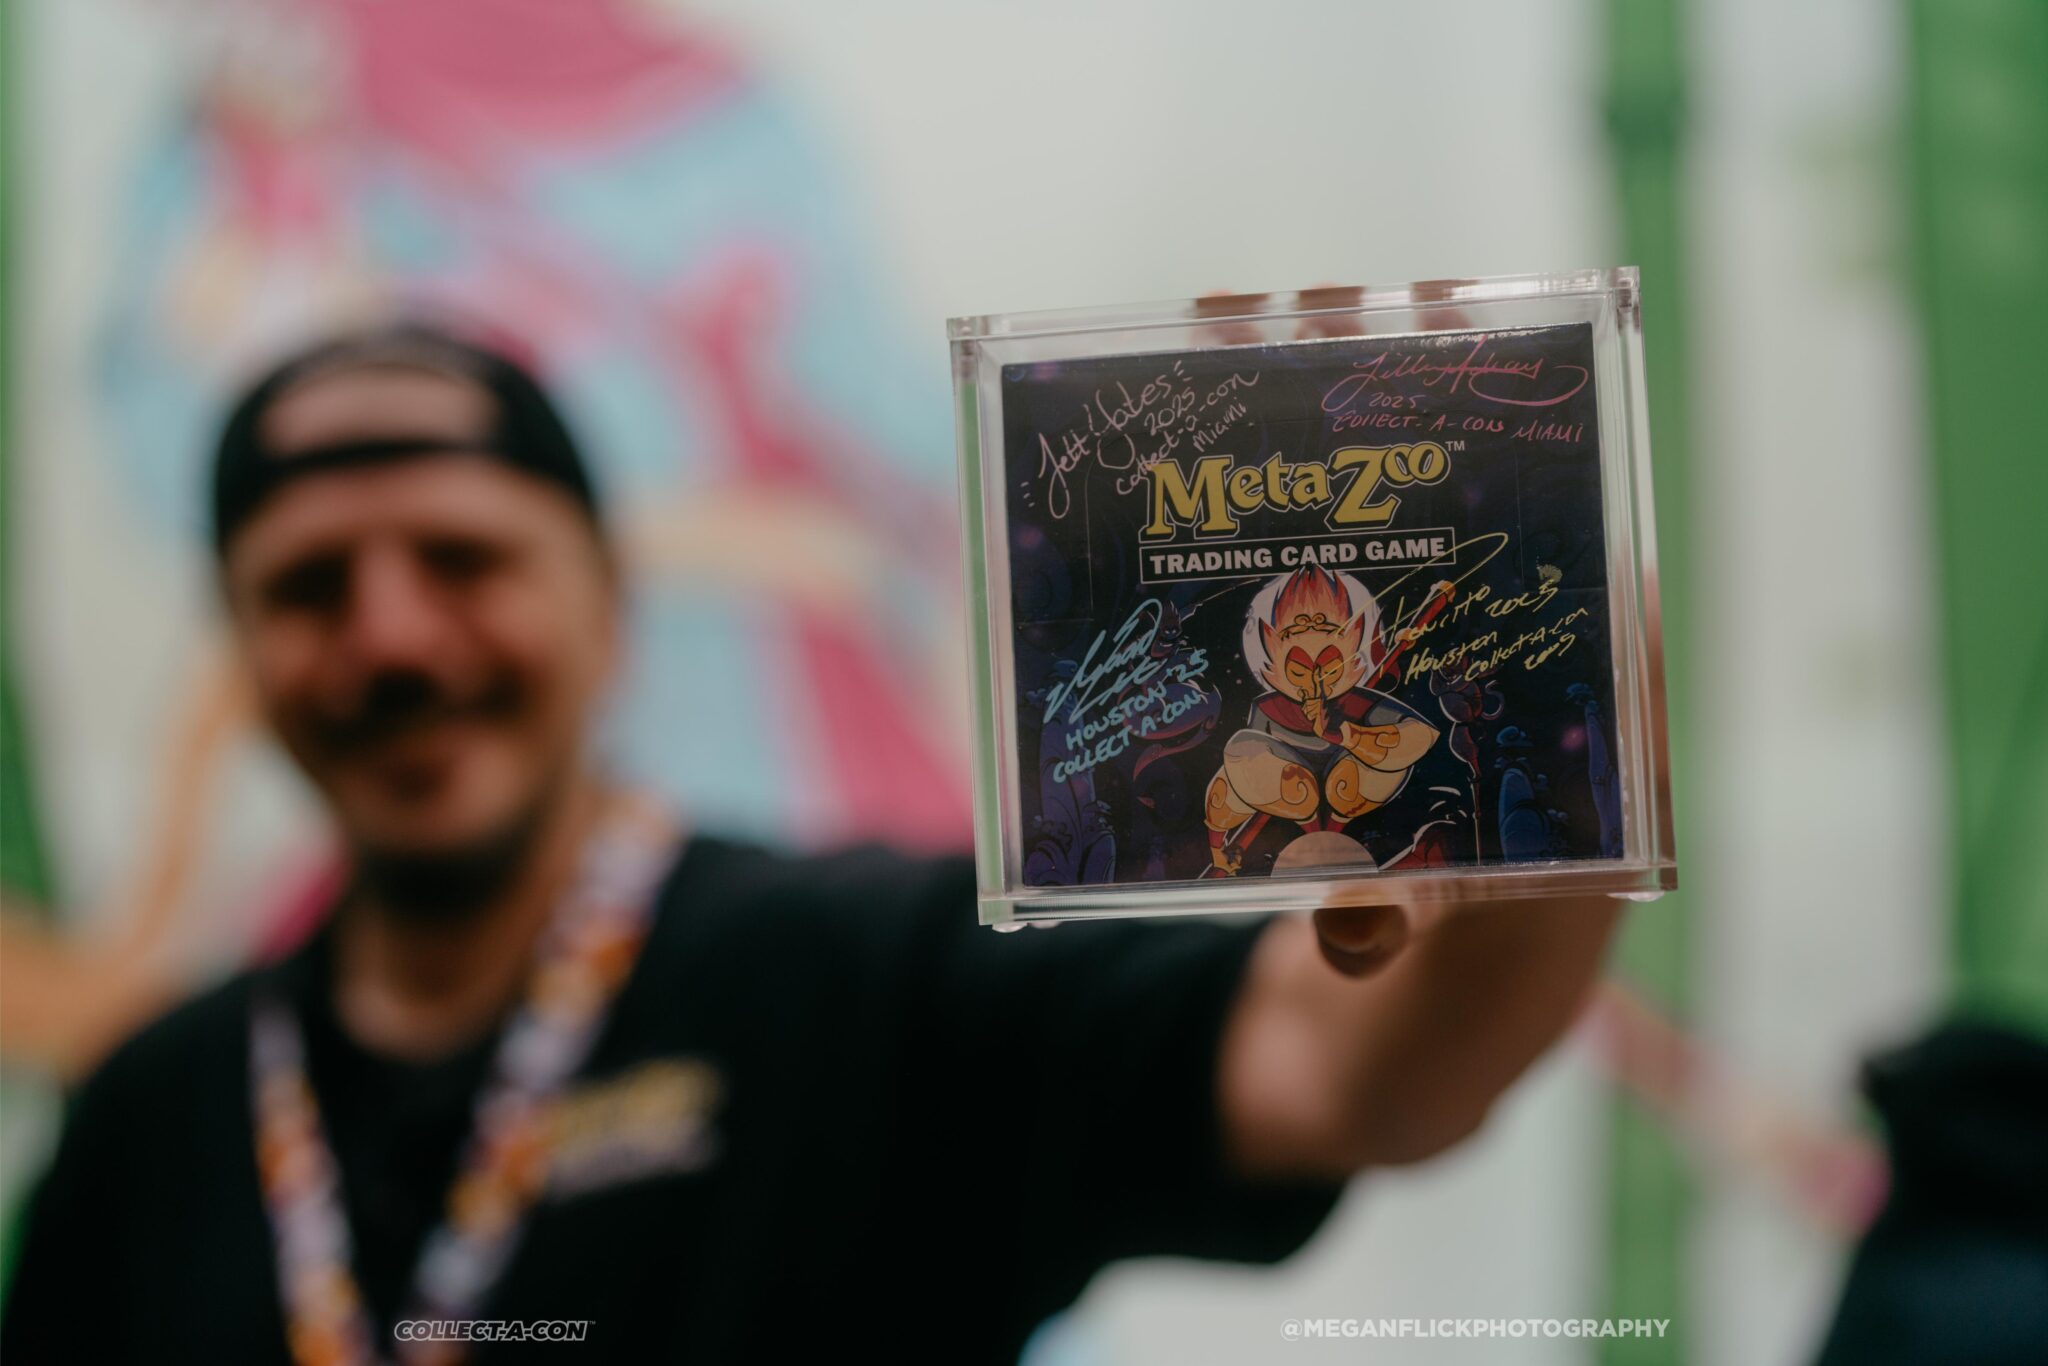 Jett Yates
2025
collect-a-con
Miami
2025
COLLECT-A-CON MIAMI
MetaZoo™
TRADING CARD GAME
HOUSTON '25
COLLECT-A-CON
2025
Houston
Collect-A-Con
2025
COLLECT-A-CON™
@MEGANFLICKPHOTOGRAPHY